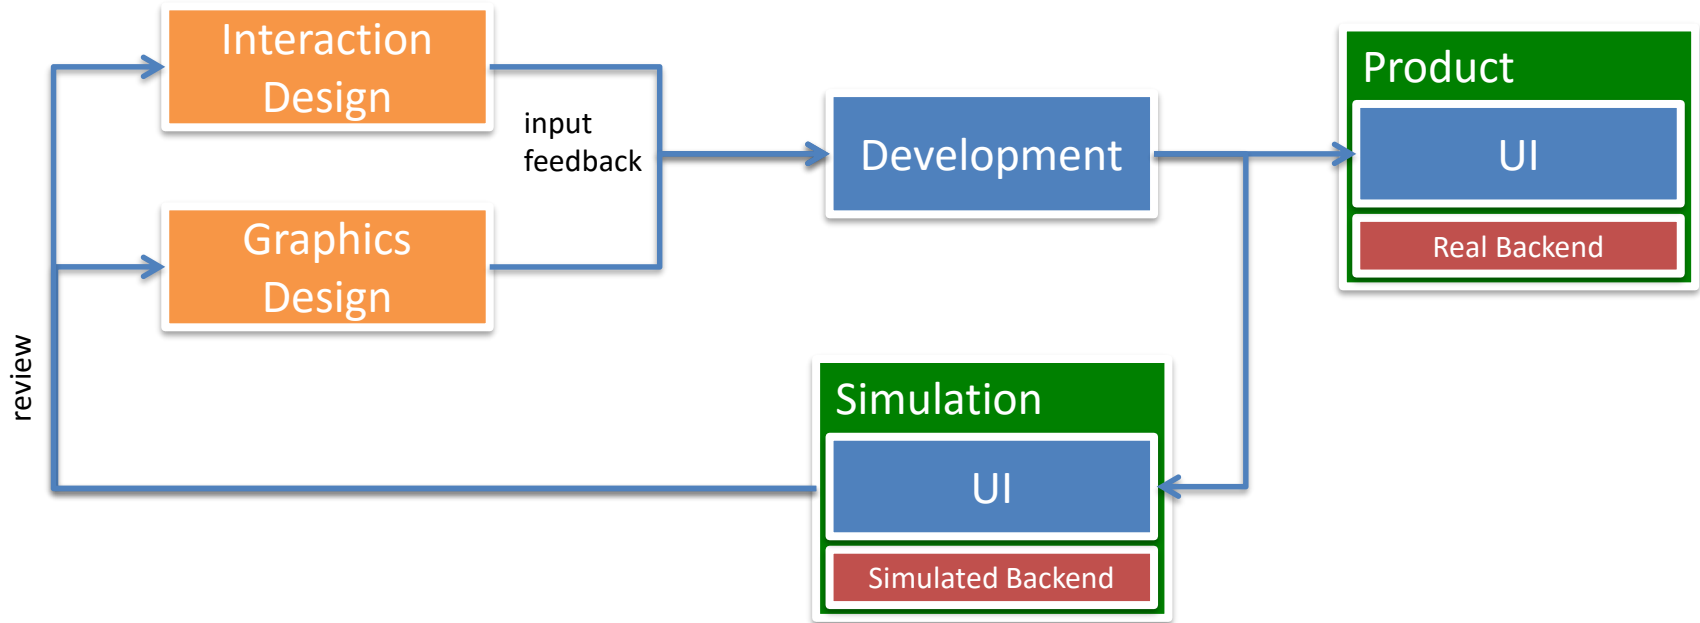 Interaction
Design
input
feedback
Graphics
Design
review
Development
Product
UI
Real Backend
Simulation
UI
Simulated Backend